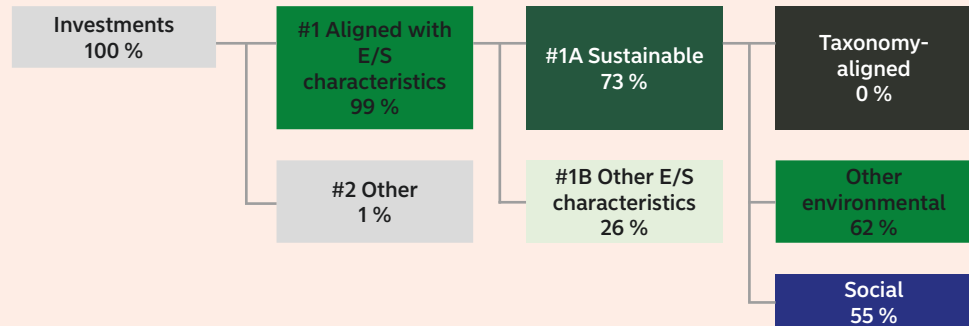 Investments
100 %
#1 Aligned with
E/S
characteristics
99 %
#2 Other
1 %
#1A Sustainable
73 %
#1B Other E/S
characteristics
26 %
Taxonomy-
aligned
0 %
Other
environmental
62 %
Social
55 %